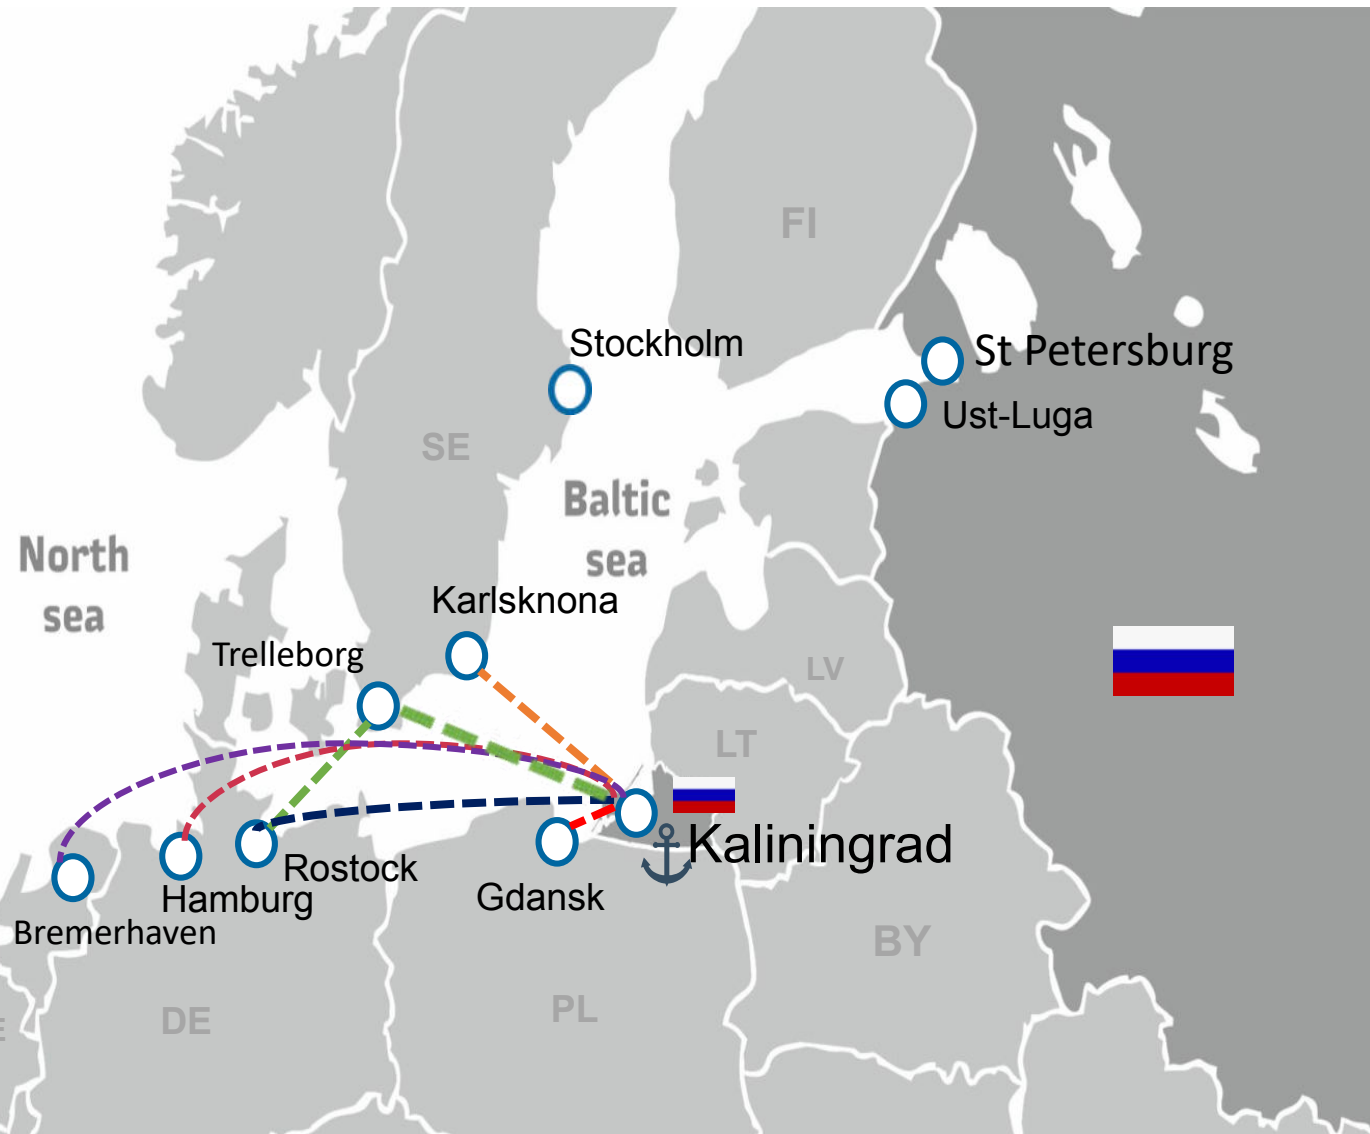 FI
Stockholm
St Petersburg
Ust-Luga
SE
Baltic
sea
North
sea
Karlsknona
Trelleborg
LV
LT
Kaliningrad
Rostock
Hamburg
Gdansk
Bremerhaven
BY
PL
DE
E